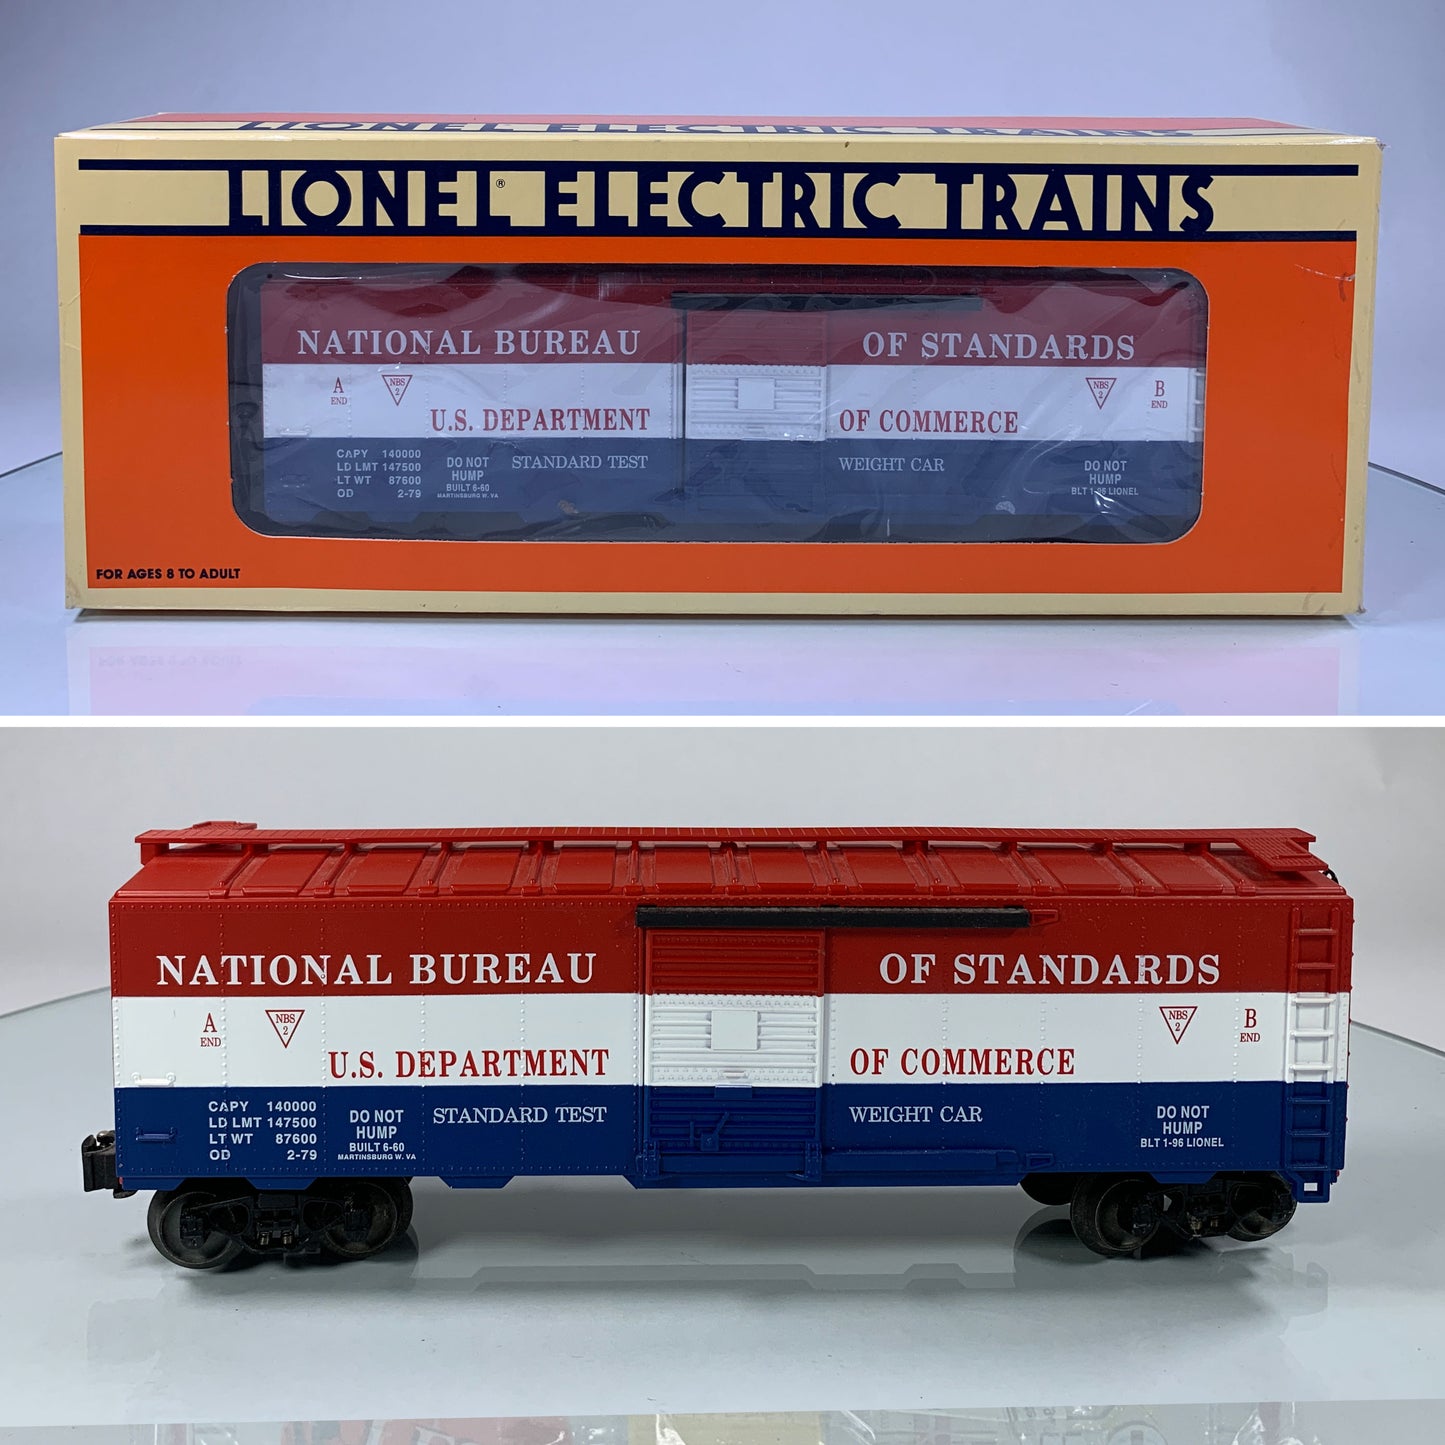 LIONEL ELECTRIC TRAINS
LIONEL® ELECTRIC TRAINS
NATIONAL BUREAU OF STANDARDS
A END NBS 2 NBS 2 B END
U.S. DEPARTMENT OF COMMERCE
CAPY 140000
LD LMT 147500
LT WT 87600
OD 2-79
DO NOT
HUMP
BUILT 6-60
MARTINSBURG W. VA
STANDARD TEST WEIGHT CAR
DO NOT
HUMP
BLT 1-96 LIONEL
FOR AGES 8 TO ADULT
NATIONAL BUREAU OF STANDARDS
A END NBS 2 NBS 2 B END
U.S. DEPARTMENT OF COMMERCE
CAPY 140000
LD LMT 147500
LT WT 87600
OD 2-79
DO NOT
HUMP
BUILT 6-60
MARTINSBURG W. VA
STANDARD TEST WEIGHT CAR
DO NOT
HUMP
BLT 1-96 LIONEL